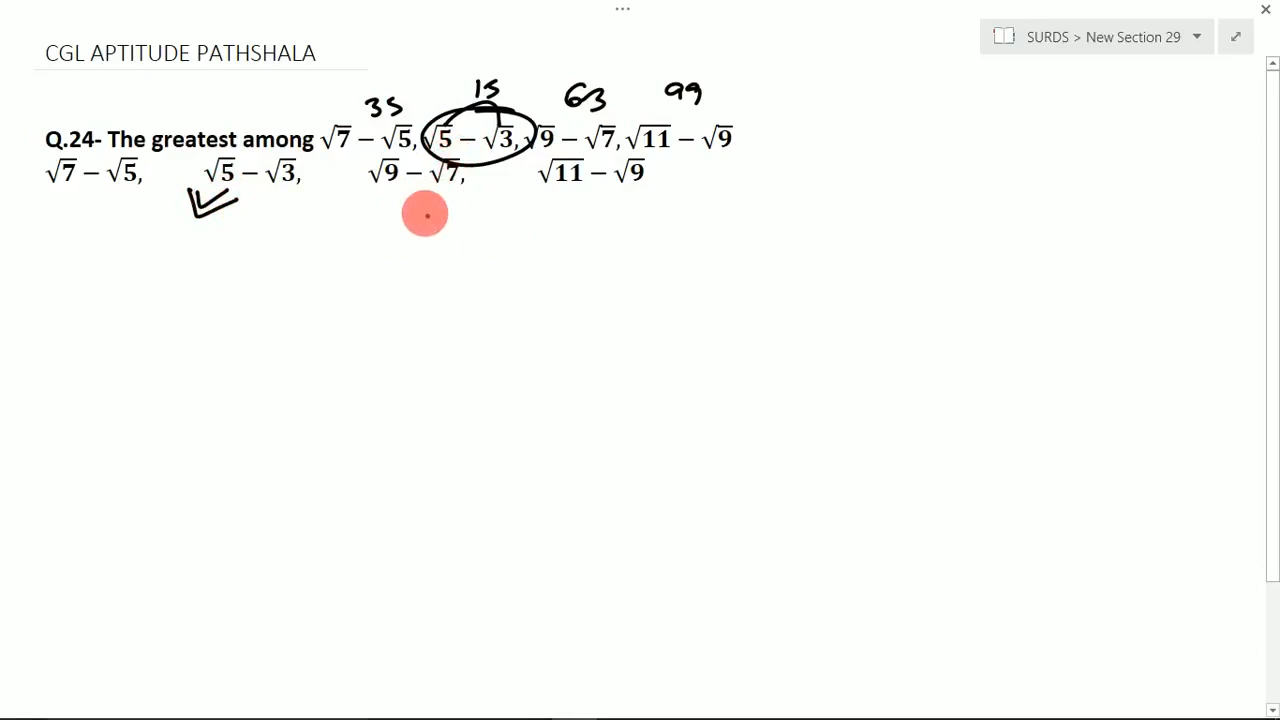 CGL APTITUDE PATHSHALA
SURDS > New Section 29
35 15 63 99
Q.24- The greatest among √7 − √5, √5 − √3, √9 − √7, √11 − √9
√7 − √5, √5 − √3, √9 − √7, √11 − √9